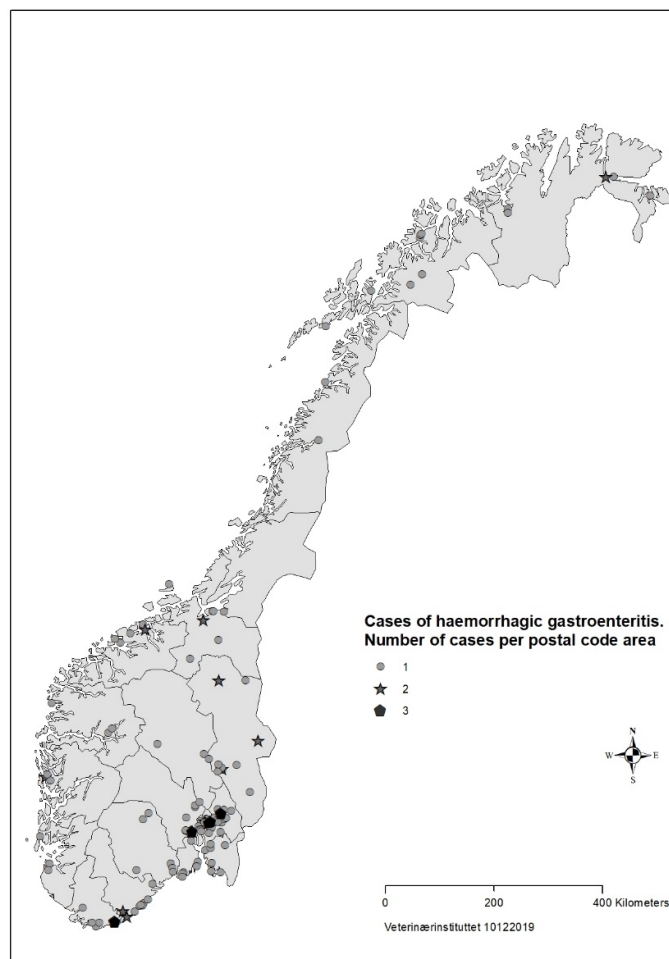 Cases of haemorrhagic gastroenteritis.
Number of cases per postal code area
1
2
3
N
W E
S
0 200 400 Kilometers
Veterinærinstituttet 10122019